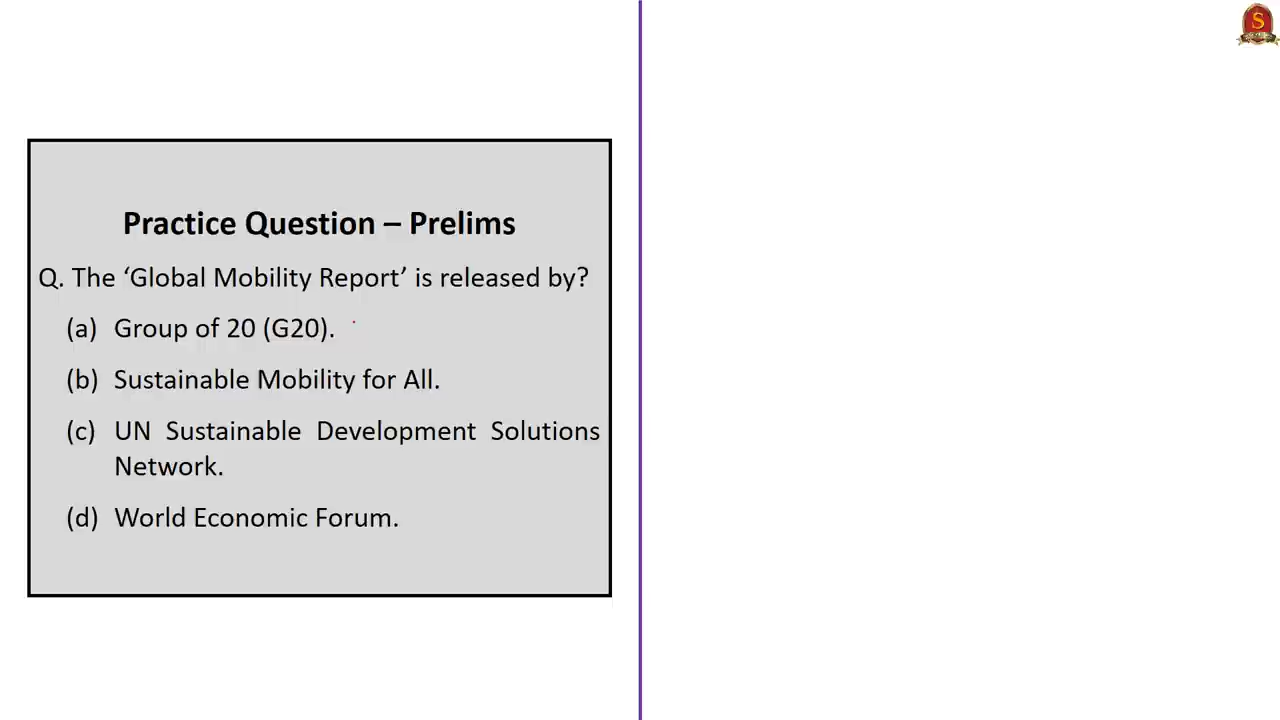 S
Practice Question – Prelims
Q. The ‘Global Mobility Report’ is released by?
(a) Group of 20 (G20).
(b) Sustainable Mobility for All.
(c) UN Sustainable Development Solutions
Network.
(d) World Economic Forum.